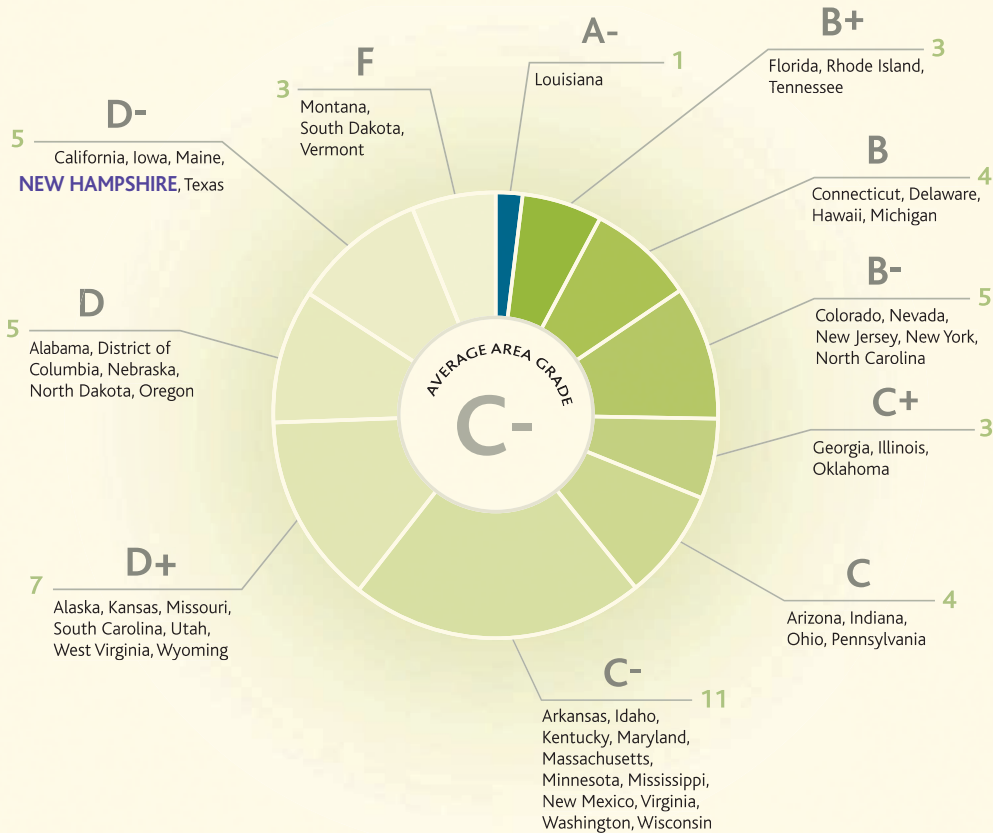 A-
1
Louisiana
B+
3
Florida, Rhode Island,
Tennessee
B
4
Connecticut, Delaware,
Hawaii, Michigan
B-
5
Colorado, Nevada,
New Jersey, New York,
North Carolina
C+
3
Georgia, Illinois,
Oklahoma
C
4
Arizona, Indiana,
Ohio, Pennsylvania
C-
11
Arkansas, Idaho,
Kentucky, Maryland,
Massachusetts,
Minnesota, Mississippi,
New Mexico, Virginia,
Washington, Wisconsin
D+
7
Alaska, Kansas, Missouri,
South Carolina, Utah,
West Virginia, Wyoming
D
5
Alabama, District of
Columbia, Nebraska,
North Dakota, Oregon
D-
5
California, Iowa, Maine,
NEW HAMPSHIRE, Texas
F
3
Montana,
South Dakota,
Vermont
AVERAGE AREA GRADE
C-